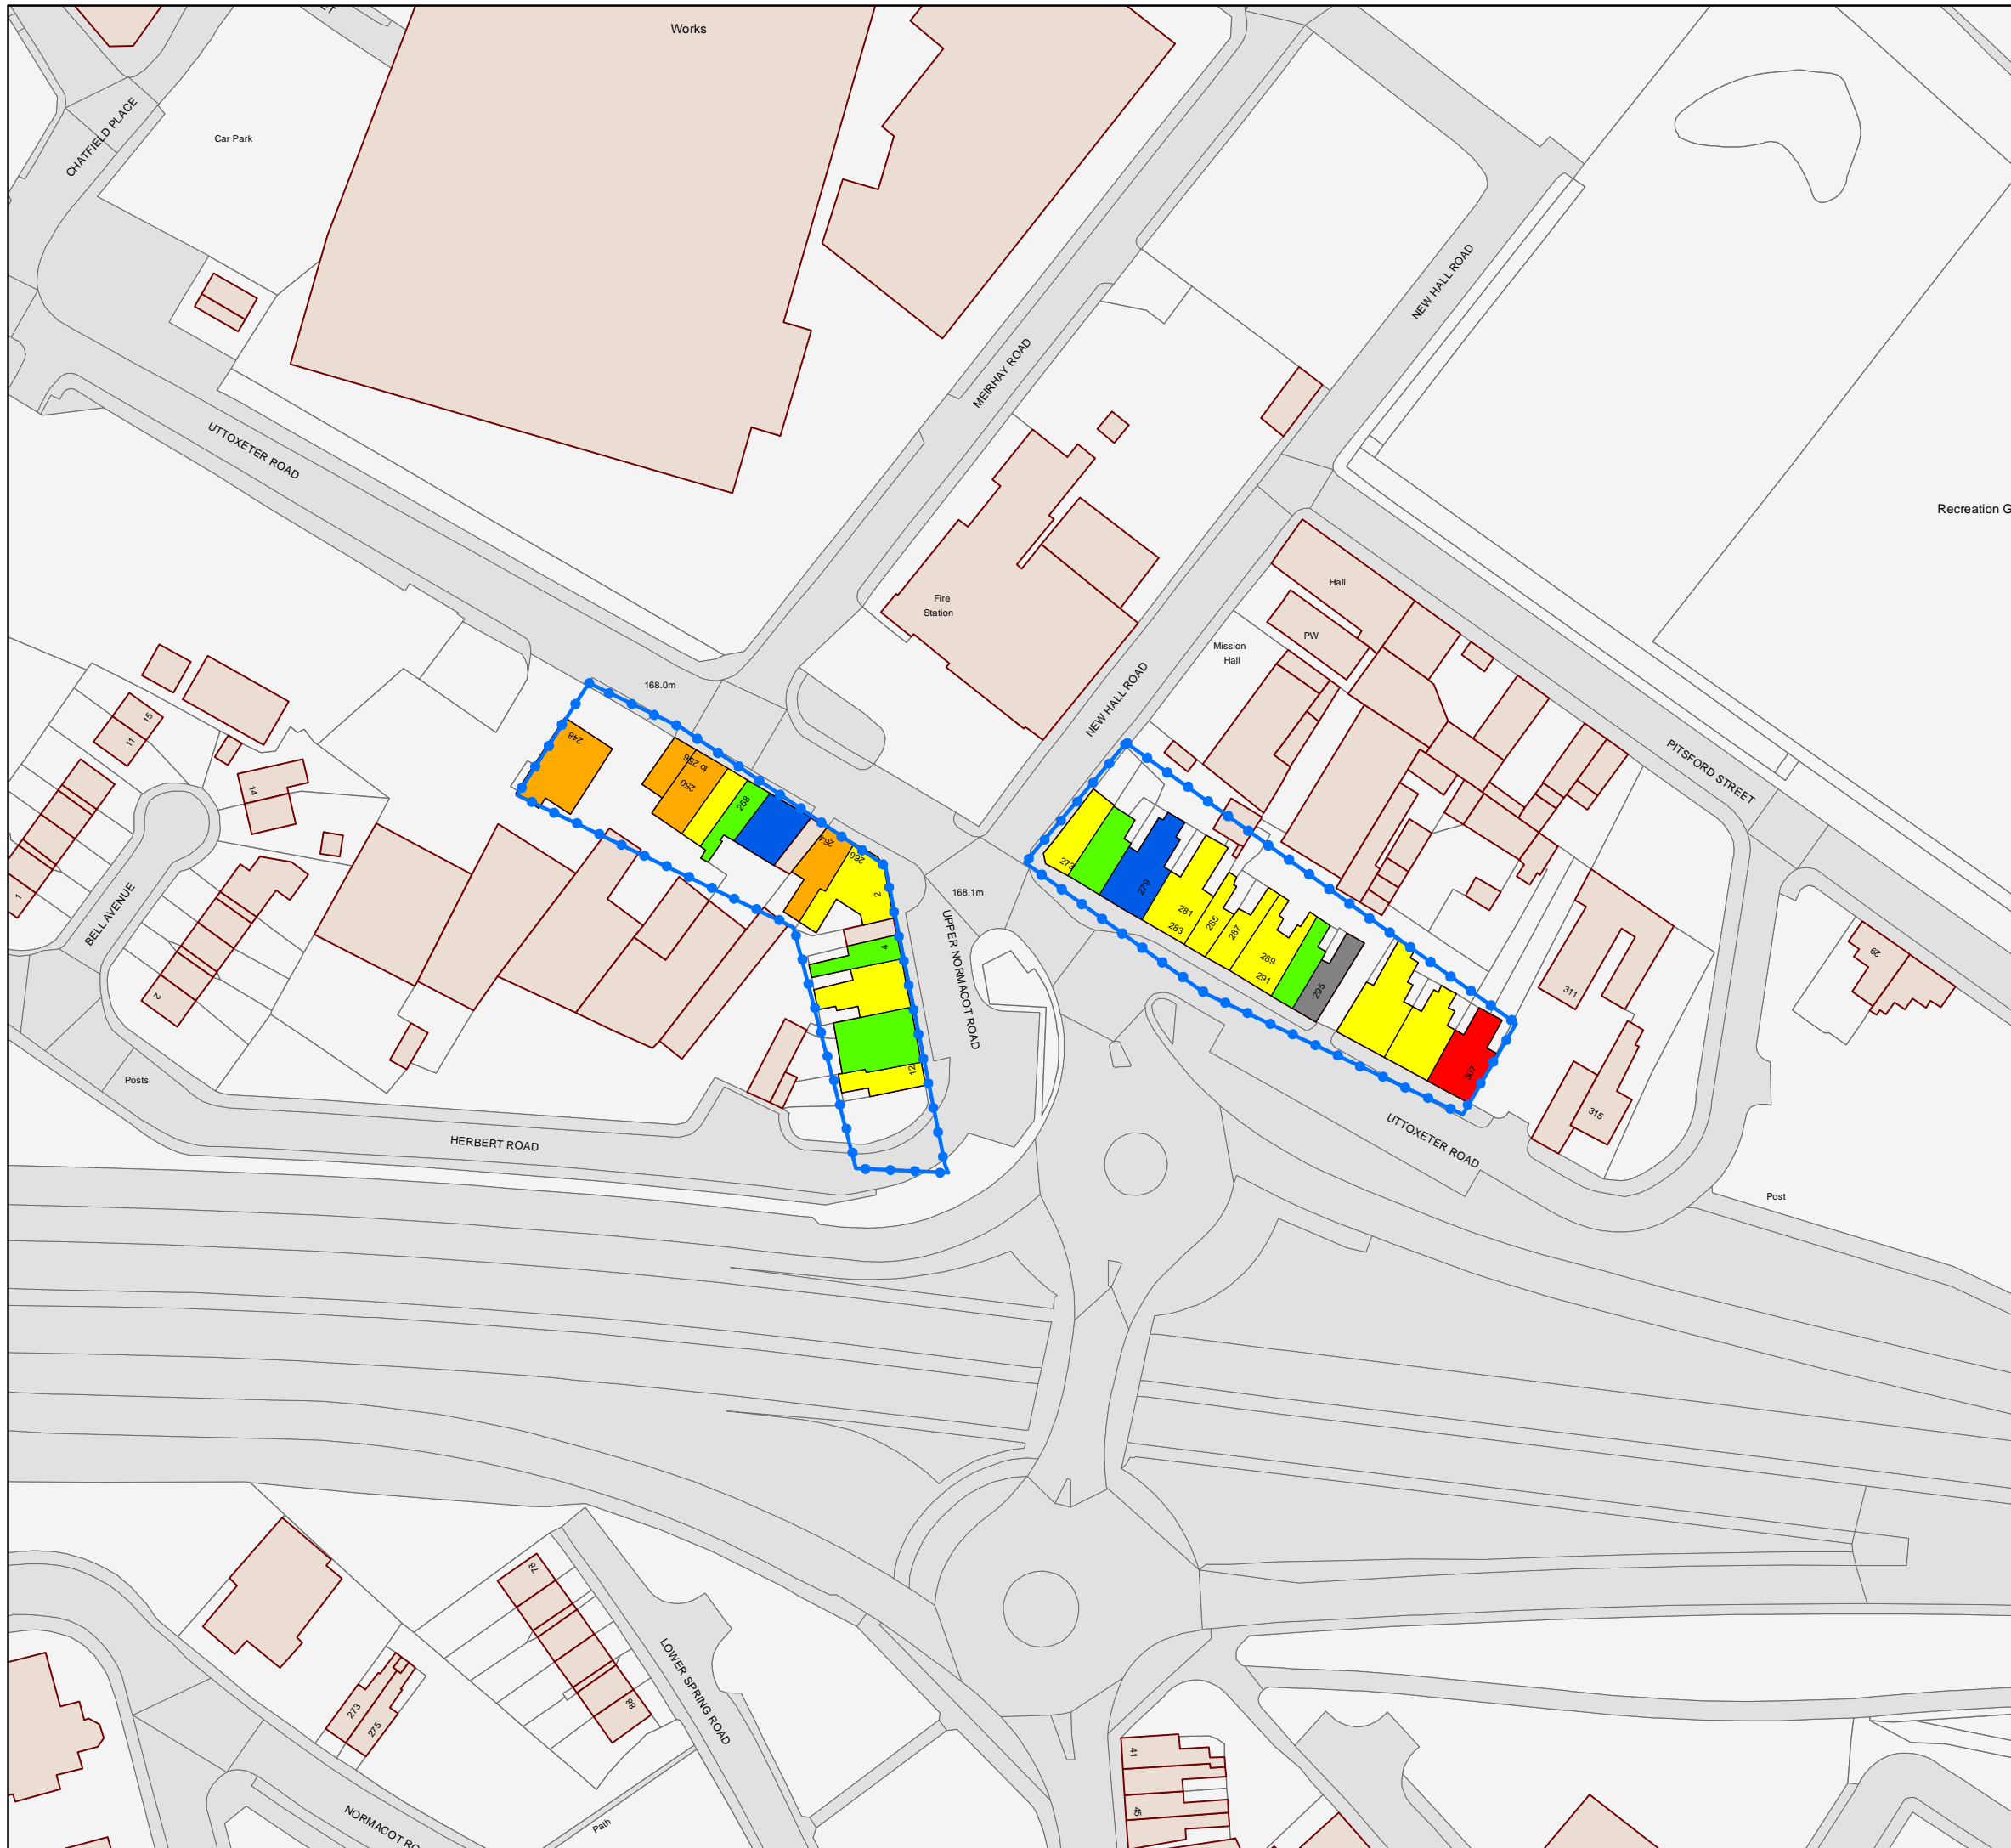 Works
CHATFIELD PLACE
Car Park
NEW HALL ROAD
MEIRHAY ROAD
UTTOXETER ROAD
Recreation G
Hall
Fire
Station
PW
Mission
Hall
NEW HALL ROAD
168.0m
15
11
248
250
to 256
PITSFORD STREET
14
258
264
266
273
2
168.1m
279
1
BELL AVENUE
281
283
285
287
289
291
295
4
UPPER NORMACOT ROAD
29
311
2
12
307
315
Posts
HERBERT ROAD
UTTOXETER ROAD
Post
78
88
LOWER SPRING ROAD
273
275
41
45
NORMACOT RO
Path